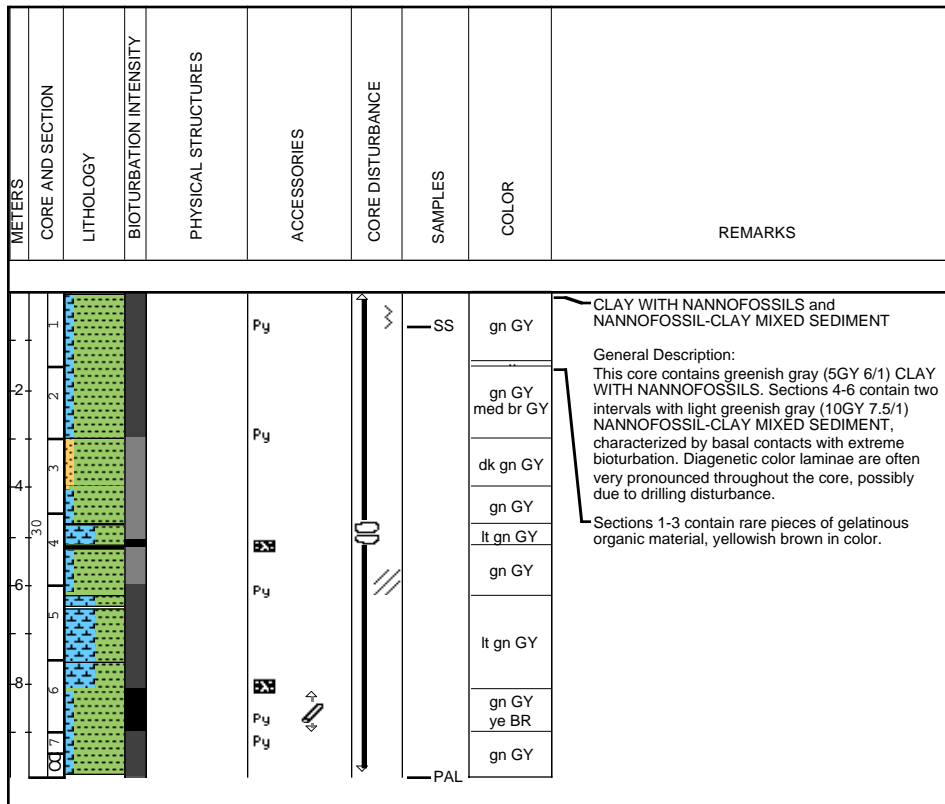 METERS
CORE AND SECTION
LITHOLOGY
BIOTURBATION INTENSITY
PHYSICAL STRUCTURES
ACCESSORIES
CORE DISTURBANCE
SAMPLES
COLOR
REMARKS
2
4
6
8
30
1
2
3
4
5
6
7
CC
Py
Py
Py
Py
Py
SS
PAL
gn GY
gn GY
med br GY
dk gn GY
gn GY
lt gn GY
gn GY
lt gn GY
gn GY
ye BR
gn GY
CLAY WITH NANNOFOSSILS and
NANNOFOSSIL-CLAY MIXED SEDIMENT
General Description:
This core contains greenish gray (5GY 6/1) CLAY
WITH NANNOFOSSILS. Sections 4-6 contain two
intervals with light greenish gray (10GY 7.5/1)
NANNOFOSSIL-CLAY MIXED SEDIMENT,
characterized by basal contacts with extreme
bioturbation. Diagenetic color laminae are often
very pronounced throughout the core, possibly
due to drilling disturbance.
Sections 1-3 contain rare pieces of gelatinous
organic material, yellowish brown in color.